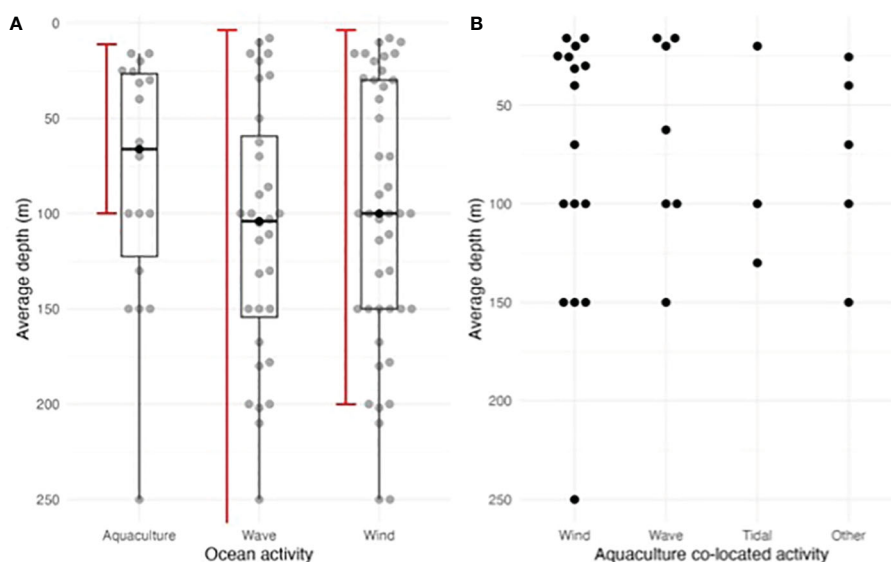 A
0
50
100
150
200
250
Average depth (m)
Aquaculture Wave Wind
Ocean activity
B
50
100
150
200
250
Average depth (m)
Wind Wave Tidal Other
Aquaculture co-located activity